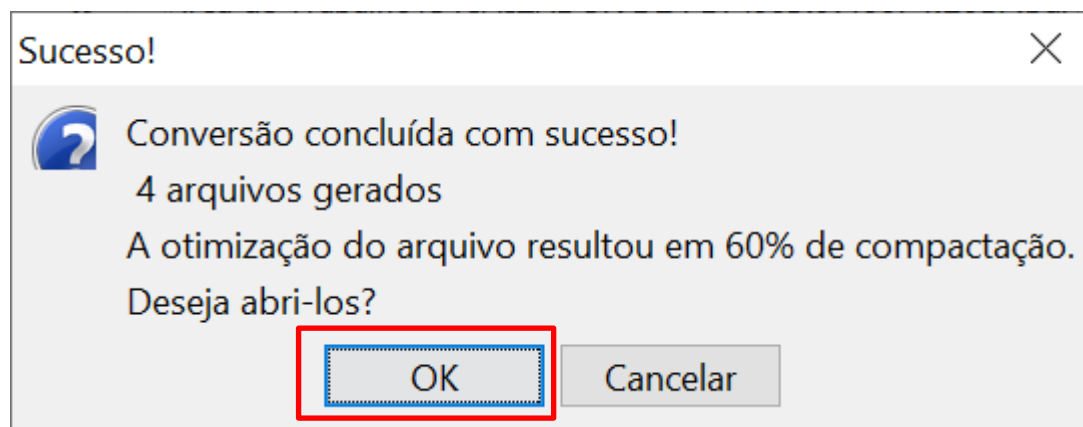 Sucesso!
Conversão concluída com sucesso!
4 arquivos gerados
A otimização do arquivo resultou em 60% de compactação.
Deseja abri-los?
OK
Cancelar